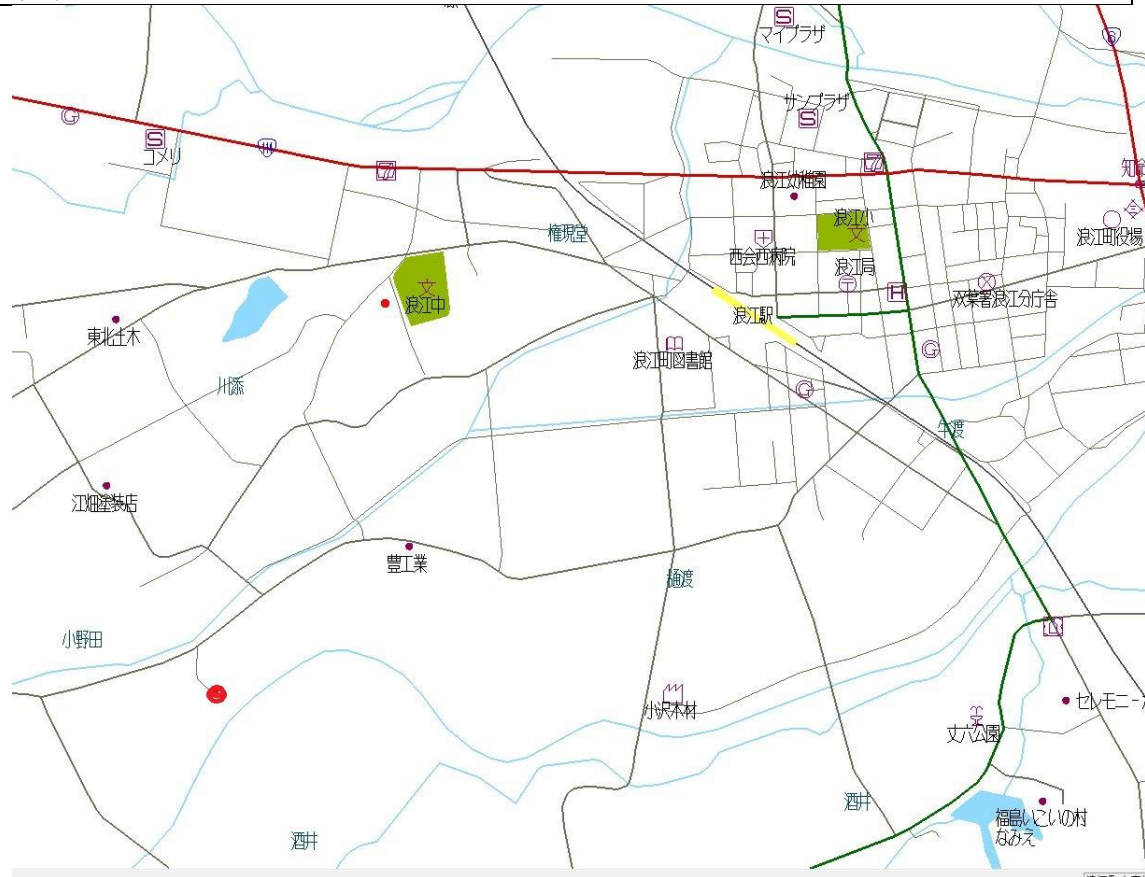 マイプラザ
6
サンプラザ
G
S
コメリ
7
7
浪江幼稚園
浪江小
文
権現堂
西会西病院
浪江局
浪江町役場
H
双葉署浪江分庁舎
文
浪江中
浪江駅
東北土木
浪江町図書館
G
川添
G
牛渡
江畑塗装店
豊工業
樋渡
小野田
小沢木材
セレモニー
丈六公園
酒井
福島いこいの村
なみえ
酒井